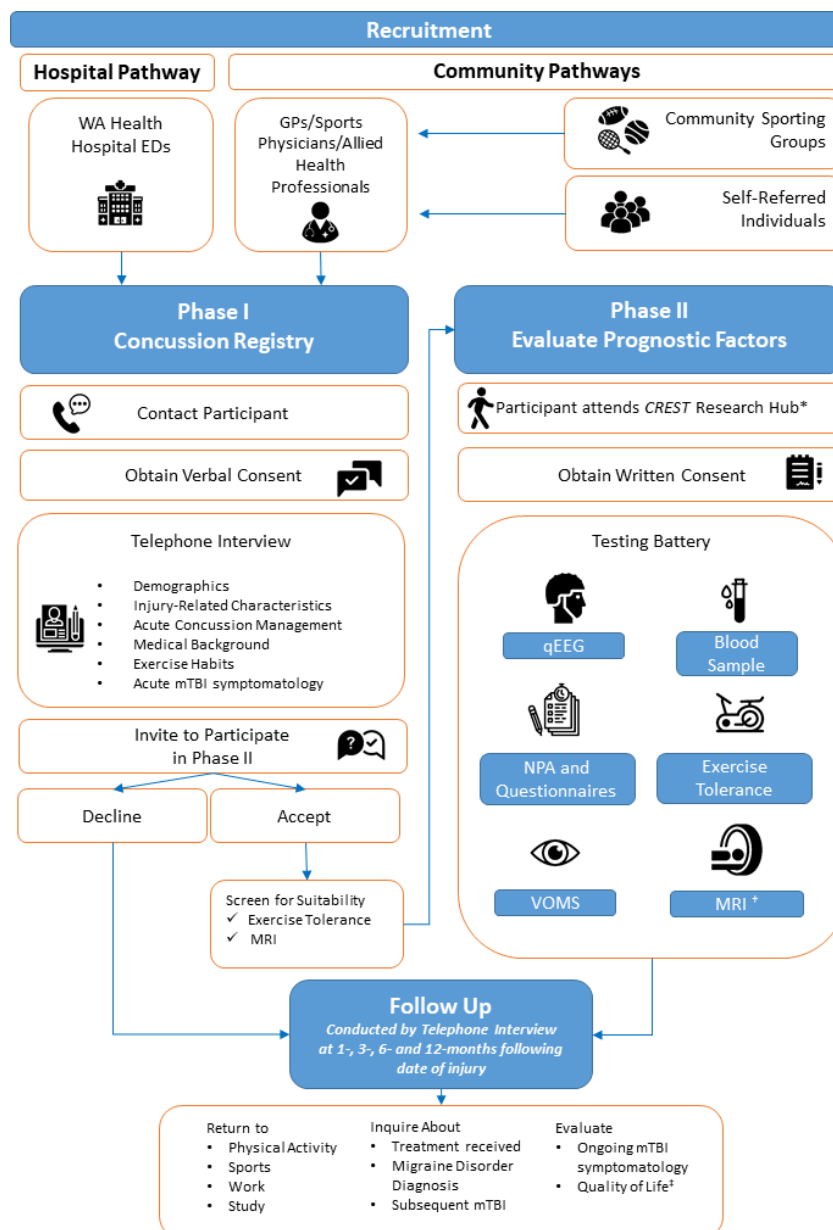 Recruitment
Hospital Pathway
Community Pathways
WA Health
Hospital EDs
GPs/Sports
Physicians/Allied
Health
Professionals
Community Sporting
Groups
Self-Referred
Individuals
Phase I
Concussion Registry
Contact Participant
Obtain Verbal Consent
Telephone Interview
• Demographics
• Injury-Related Characteristics
• Acute Concussion Management
• Medical Background
• Exercise Habits
• Acute mTBI symptomatology
Invite to Participate
in Phase II
Decline
Accept
Screen for Suitability
✓ Exercise Tolerance
✓ MRI
Phase II
Evaluate Prognostic Factors
Participant attends CREST Research Hub*
Obtain Written Consent
Testing Battery
qEEG
Blood
Sample
NPA and
Questionnaires
Exercise
Tolerance
VOMS
MRI †
Follow Up
Conducted by Telephone Interview
at 1-, 3-, 6- and 12-months following
date of injury
Return to
• Physical Activity
• Sports
• Work
• Study
Inquire About
• Treatment received
• Migraine Disorder
Diagnosis
• Subsequent mTBI
Evaluate
• Ongoing mTBI
symptomatology
• Quality of Life‡